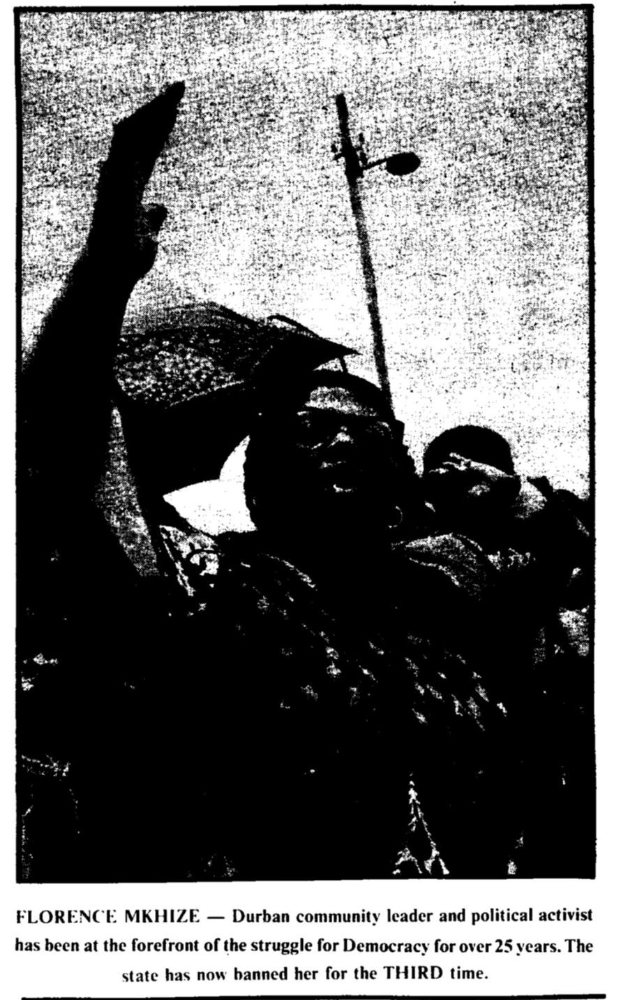 FLORENCE MKHIZE — Durban community leader and political activist
has been at the forefront of the struggle for Democracy for over 25 years. The
state has now banned her for the THIRD time.